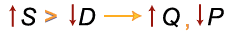 ↑S > ↓D → ↑Q, ↓P